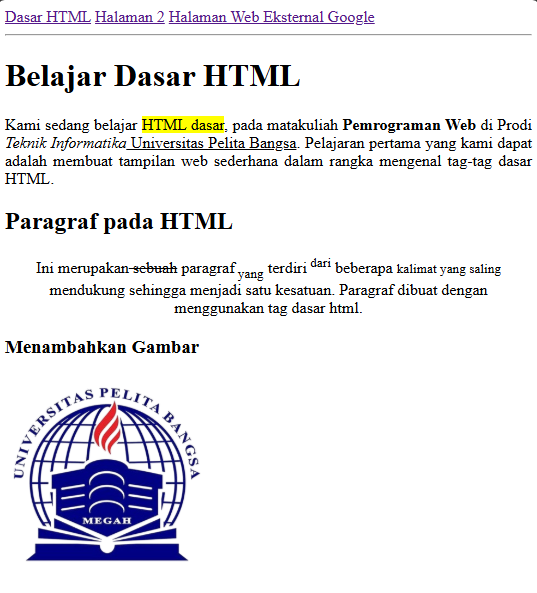 Dasar HTML Halaman 2 Halaman Web Eksternal Google
Belajar Dasar HTML
Kami sedang belajar HTML dasar, pada matakuliah Pemrograman Web di Prodi
Teknik Informatika Universitas Pelita Bangsa. Pelajaran pertama yang kami dapat
adalah membuat tampilan web sederhana dalam rangka mengenal tag-tag dasar
HTML.
Paragraf pada HTML
Ini merupakan sebuah paragraf yang terdiri dari beberapa kalimat yang saling
mendukung sehingga menjadi satu kesatuan. Paragraf dibuat dengan
menggunakan tag dasar html.
Menambahkan Gambar
UNIVERSITAS PELITA BANGSA
MEGAH